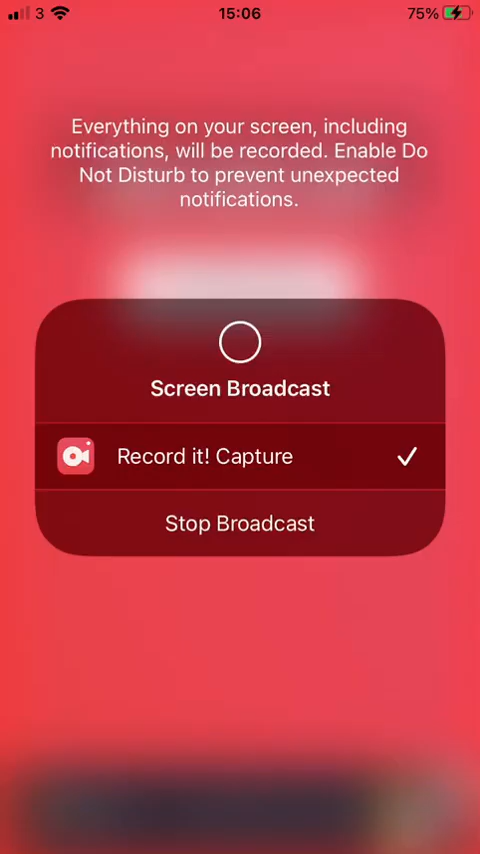 3 15:06 75%
Everything on your screen, including
notifications, will be recorded. Enable Do
Not Disturb to prevent unexpected
notifications.
Screen Broadcast
Record it! Capture
Stop Broadcast